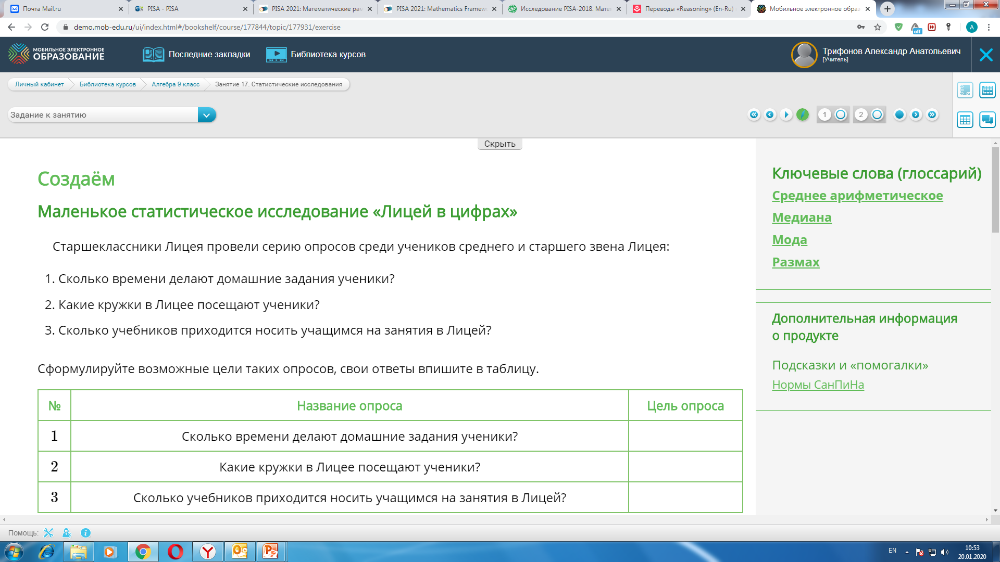 Почта Mail.ru
PISA - PISA
PISA 2021: Математические рам
PISA 2021: Mathematics Framew
Исследование PISA-2018. Мате
Переводы «Reasoning» (En-Ru)
Мобильное электронное образ
demo.mob-edu.ru/ui/index.html#/bookshelf/course/177844/topic/177931/exercise
off
A
МОБИЛЬНОЕ ЭЛЕКТРОННОЕ
ОБРАЗОВАНИЕ
Последние закладки
Библиотека курсов
Трифонов Александр Анатольевич
[Учитель]
Личный кабинет
Библиотека курсов
Алгебра 9 класс
Занятие 17. Статистические исследования
Задание к занятию
1
2
Скрыть
Создаём
Маленькое статистическое исследование «Лицей в цифрах»
Старшеклассники Лицея провели серию опросов среди учеников среднего и старшего звена Лицея:
1. Сколько времени делают домашние задания ученики?
2. Какие кружки в Лицее посещают ученики?
3. Сколько учебников приходится носить учащимся на занятия в Лицей?
Сформулируйте возможные цели таких опросов, свои ответы впишите в таблицу.
№ Название опроса Цель опроса
1 Сколько времени делают домашние задания ученики?
2 Какие кружки в Лицее посещают ученики?
3 Сколько учебников приходится носить учащимся на занятия в Лицей?
Ключевые слова (глоссарий)
Среднее арифметическое
Медиана
Мода
Размах
Дополнительная информация
о продукте
Подсказки и «помогалки»
Нормы СанПиНа
Помощь:
EN
10:53
20.01.2020